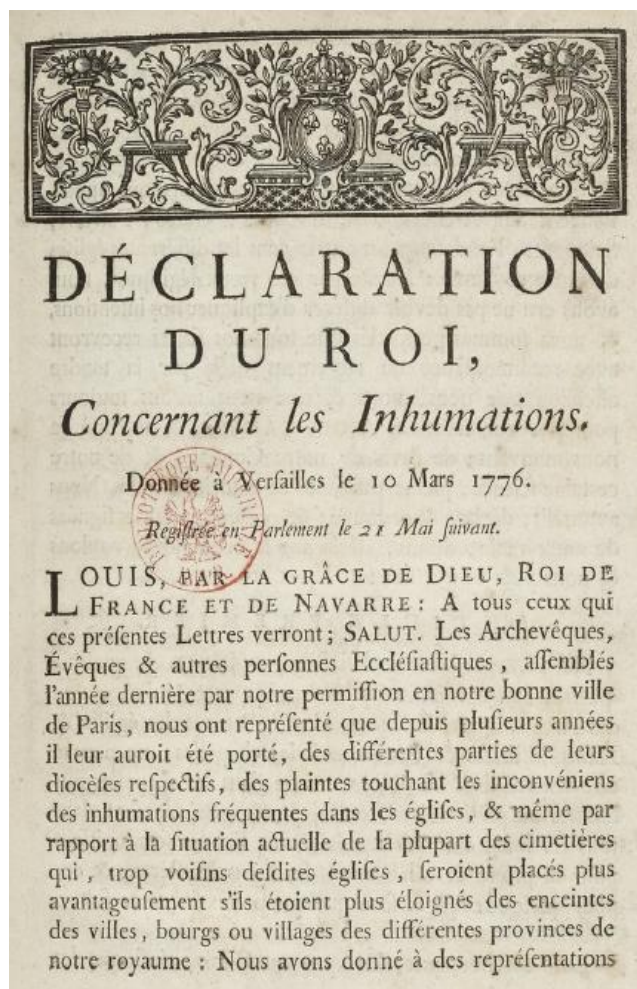 DÉCLARATION
DU ROI,
Concernant les Inhumations.
Donnée à Verſailles le 10 Mars 1776.
Regiſtrée en Parlement le 21 Mai ſuivant.
LOUIS, PAR LA GRÂCE DE DIEU, ROI DE
FRANCE ET DE NAVARRE : A tous ceux qui
ces préſentes Lettres verront ; SALUT. Les Archevêques,
Évêques & autres perſonnes Eccléſiaſtiques, aſſemblés
l'année dernière par notre permiſſion en notre bonne ville
de Paris, nous ont repréſenté que depuis pluſieurs années
il leur auroit été porté, des différentes parties de leurs
diocèſes reſpectifs, des plaintes touchant les inconvéniens
des inhumations fréquentes dans les égliſes, & même par
rapport à la ſituation actuelle de la plupart des cimetières
qui, trop voiſins deſdites égliſes, ſeroient placés plus
avantageuſement s'ils étoient plus éloignés des enceintes
des villes, bourgs ou villages des différentes provinces de
notre royaume : Nous avons donné à des repréſentations